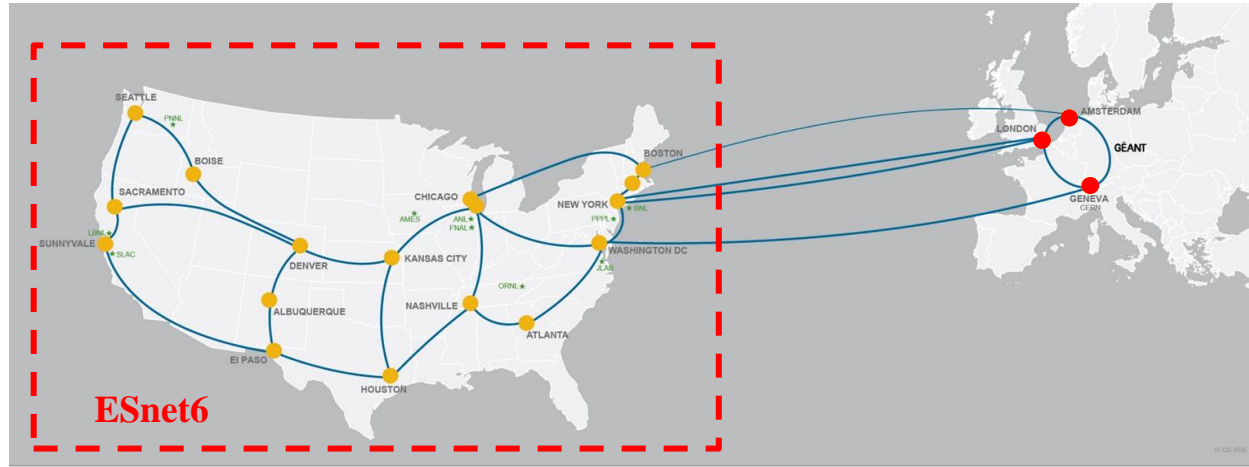 SEATTLE
PNNL
BOISE
SACRAMENTO
LBNL
SUNNYVALE
SLAC
DENVER
ALBUQUERQUE
El PASO
HOUSTON
KANSAS CITY
AMES
CHICAGO
ANL
FNAL
NASHVILLE
ORNL
ATLANTA
BOSTON
NEW YORK
BNL
PPPL
WASHINGTON DC
JLAB
AMSTERDAM
LONDON
GÉANT
GENEVA
CERN
ESnet6